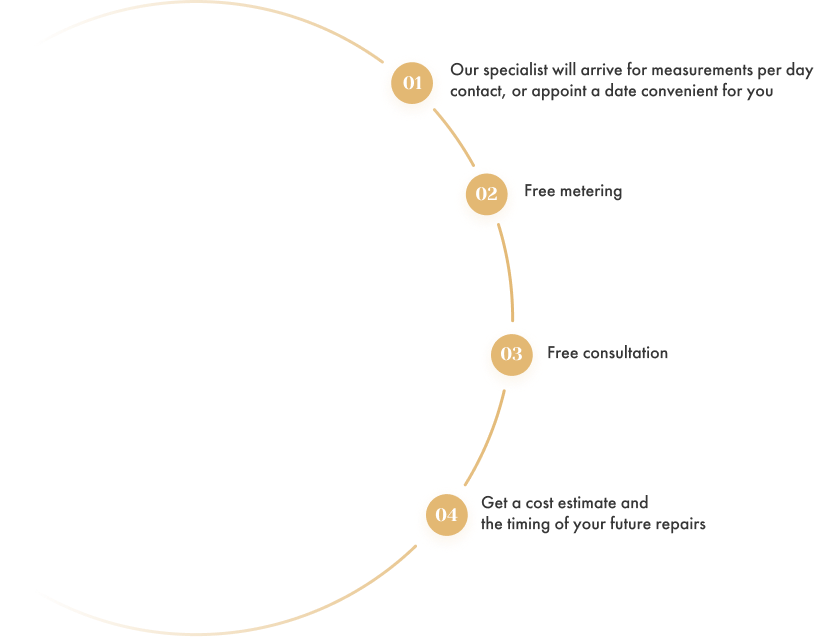 01
Our specialist will arrive for measurements per day
contact, or appoint a date convenient for you
02
Free metering
03
Free consultation
04
Get a cost estimate and
the timing of your future repairs